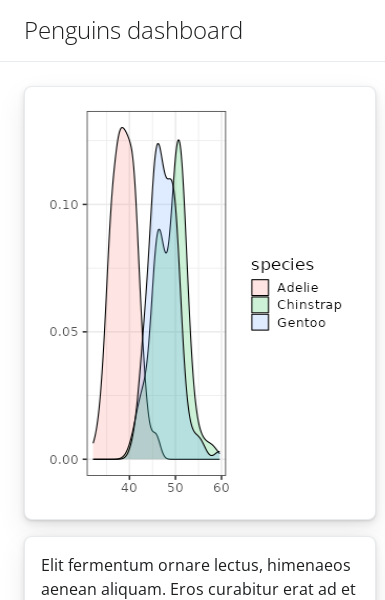 Penguins dashboard
0.10
0.05
0.00
40 50 60
species
Adelie
Chinstrap
Gentoo
Elit fermentum ornare lectus, himenaeos
aenean aliquam. Eros curabitur erat ad et